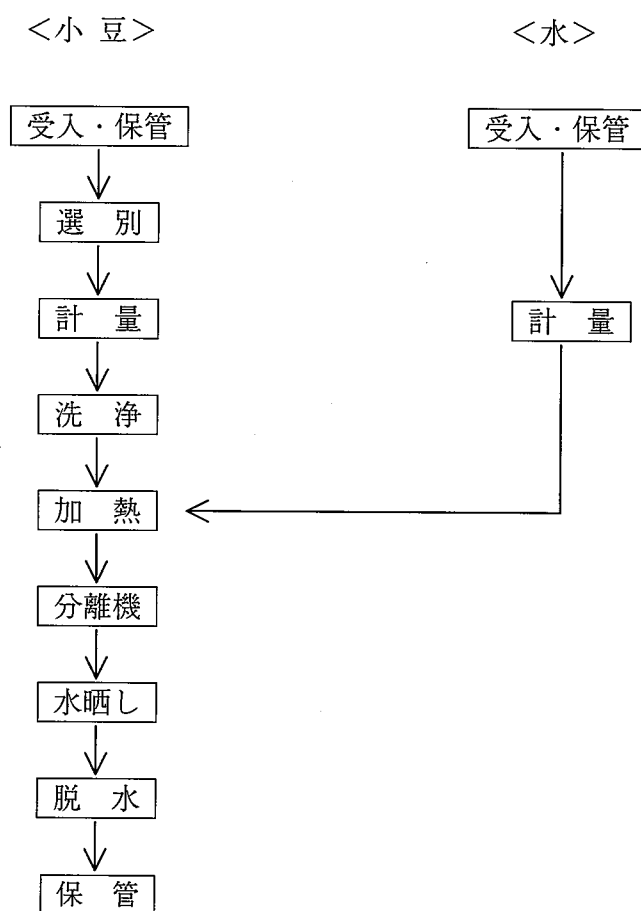 ＜小 豆＞
＜水＞
受入・保管
受入・保管
選 別
計 量
計 量
洗 浄
加 熱
分離機
水晒し
脱 水
保 管